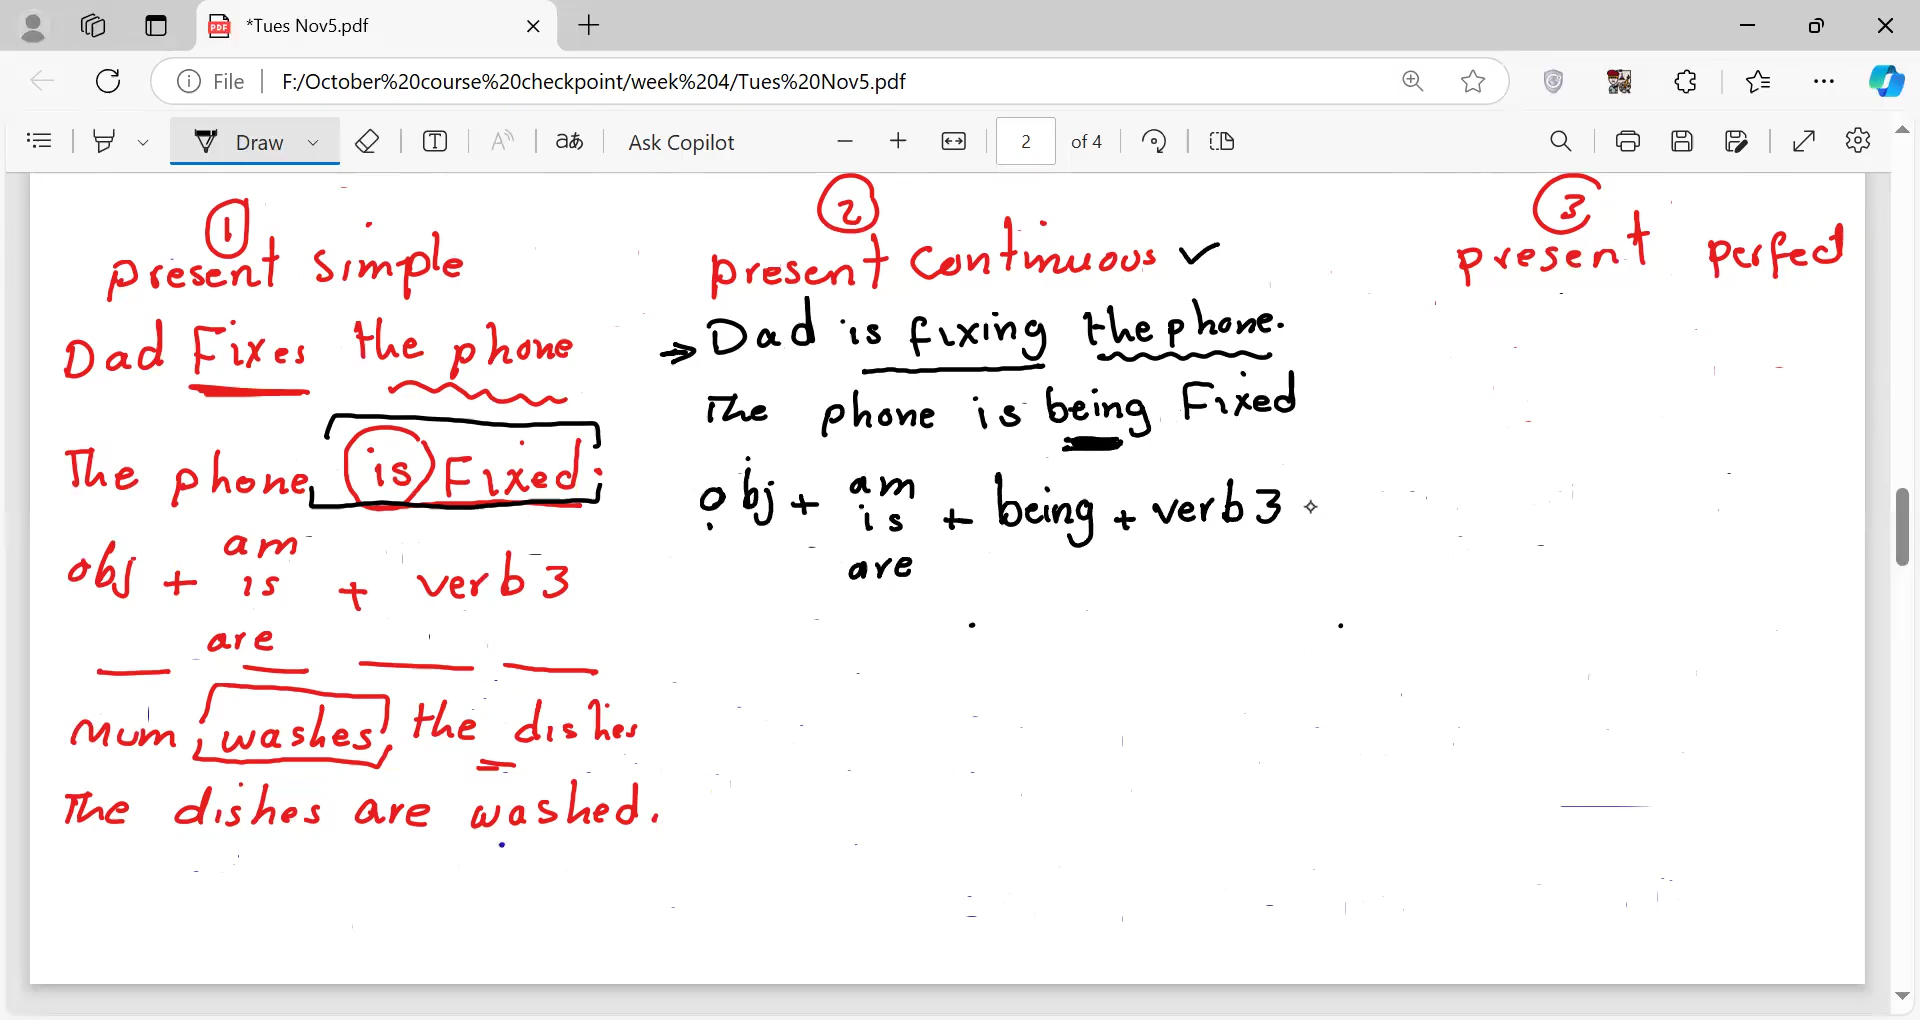 *Tues Nov5.pdf
File F:/October%20course%20checkpoint/week%204/Tues%20Nov5.pdf
Draw aあ Ask Copilot 2 of 4
1
present simple
Dad Fixes the phone
The phone is Fixed.
obj + am is are + verb 3
Mum washes the dishes
The dishes are washed.
2
present continuous ✓
→ Dad is fixing the phone.
The phone is being Fixed
obj + am is are + being + verb 3
3
present perfect